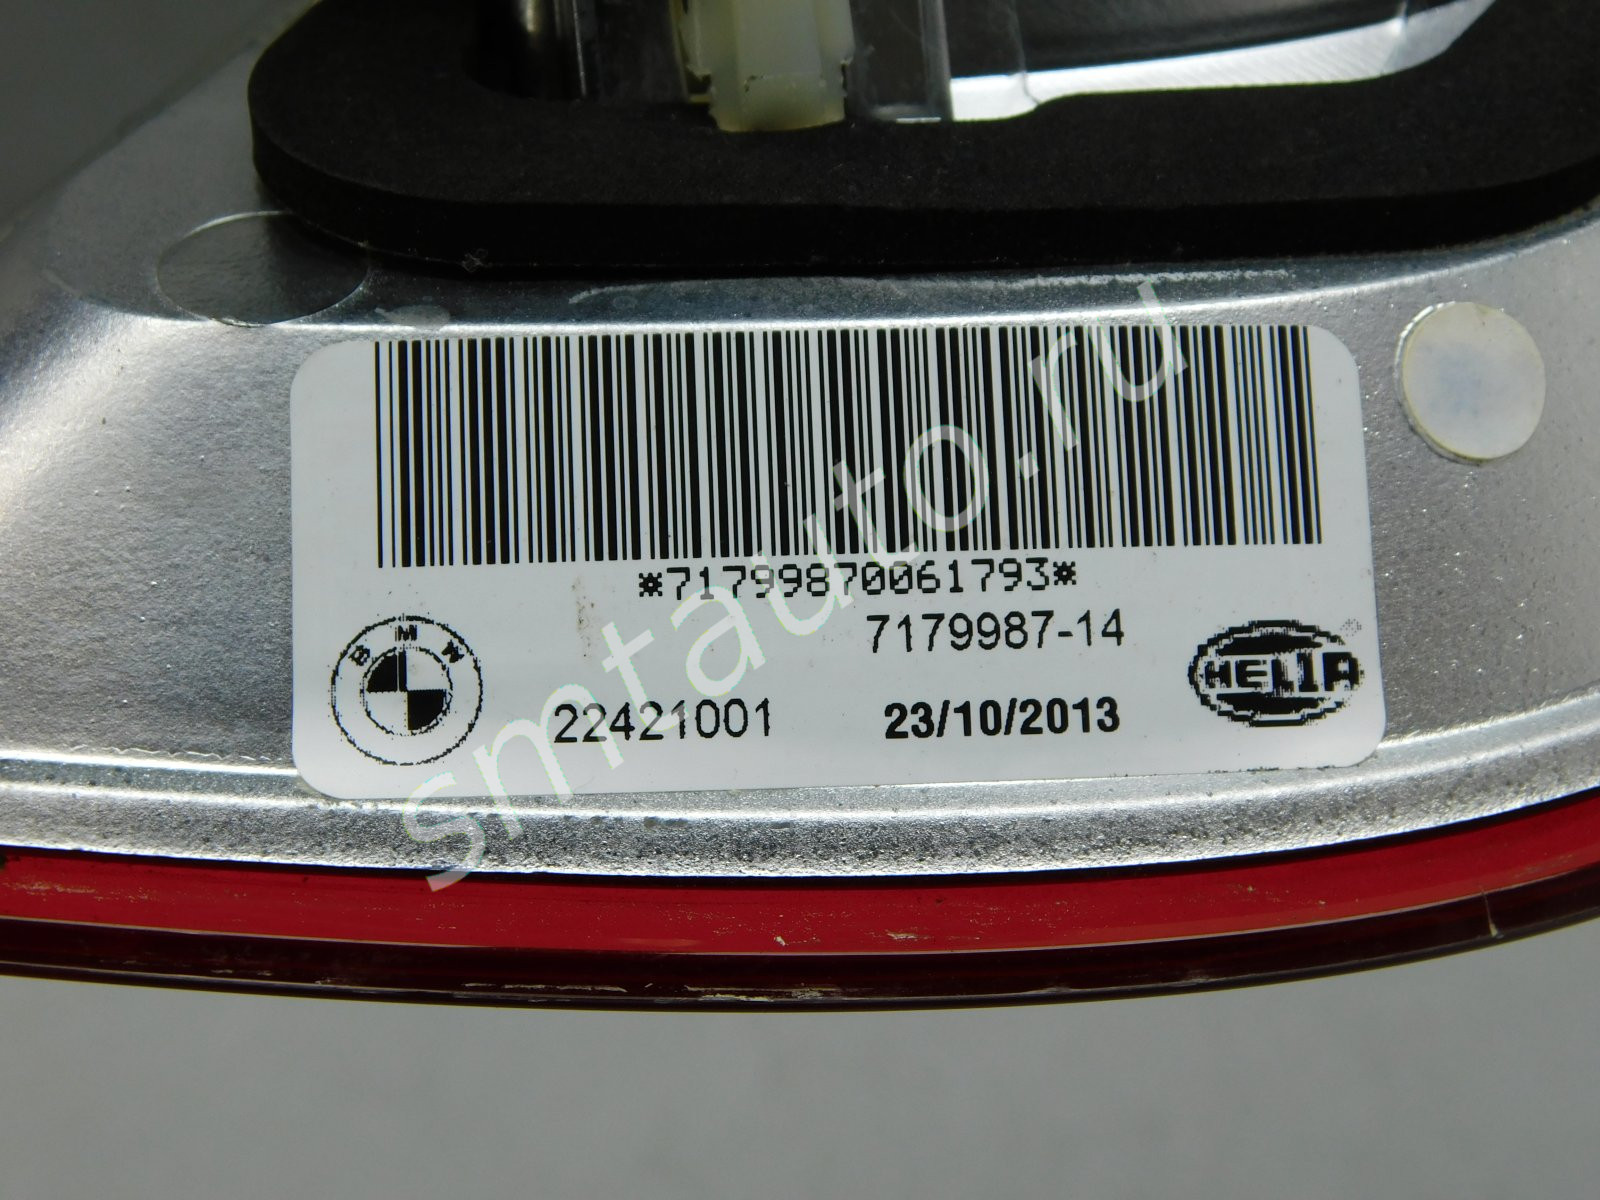 *71799870061793*
7179987-14
BMW
22421001
23/10/2013
HELLA
smtauto.ru